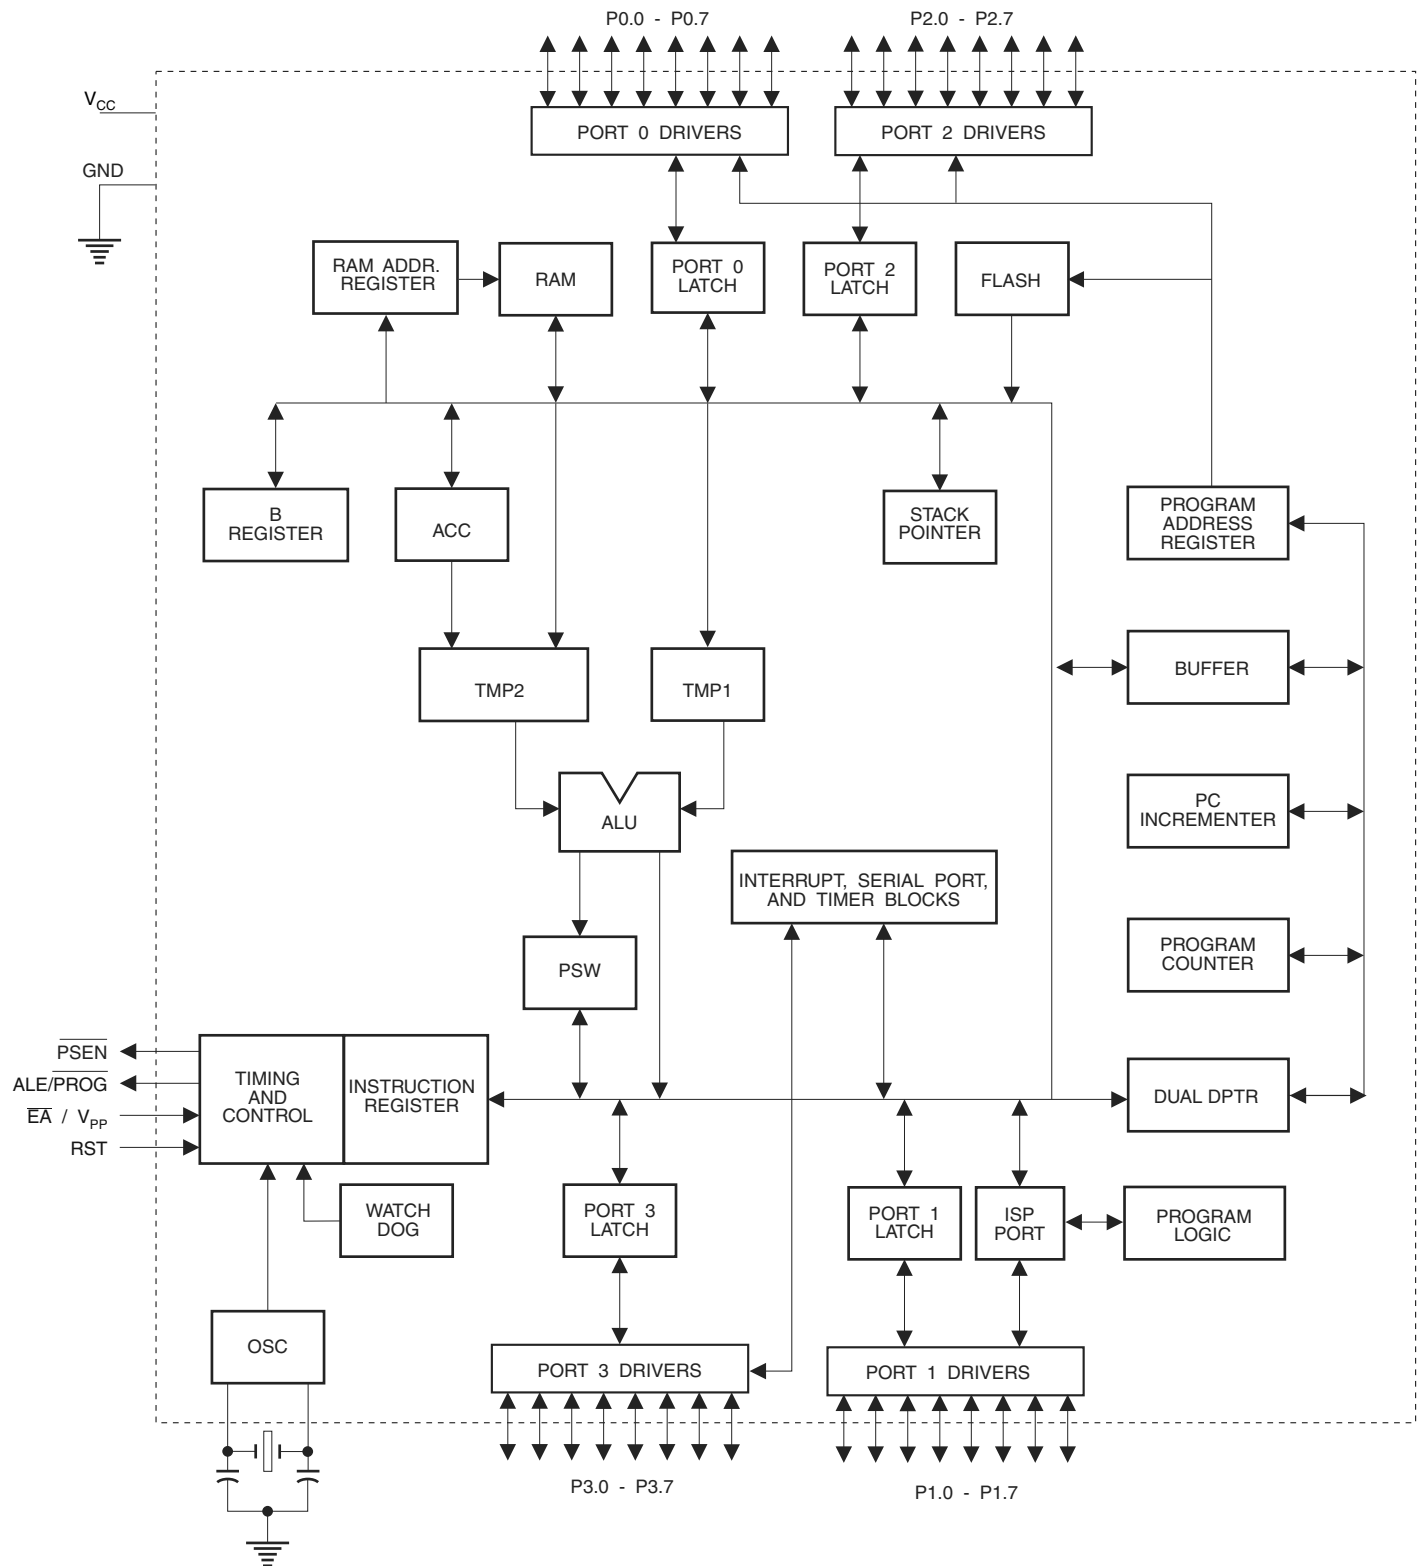 P0.0 - P0.7
P2.0 - P2.7
VCC
PORT 0 DRIVERS
PORT 2 DRIVERS
GND
RAM ADDR.
REGISTER
RAM
PORT 0
LATCH
PORT 2
LATCH
FLASH
B
REGISTER
ACC
STACK
POINTER
PROGRAM
ADDRESS
REGISTER
TMP2
TMP1
BUFFER
ALU
PC
INCREMENTER
INTERRUPT, SERIAL PORT,
AND TIMER BLOCKS
PSW
PROGRAM
COUNTER
PSEN
ALE/PROG
EA / VPP
RST
TIMING
AND
CONTROL
INSTRUCTION
REGISTER
DUAL DPTR
WATCH
DOG
PORT 3
LATCH
PORT 1
LATCH
ISP
PORT
PROGRAM
LOGIC
OSC
PORT 3 DRIVERS
PORT 1 DRIVERS
P3.0 - P3.7
P1.0 - P1.7